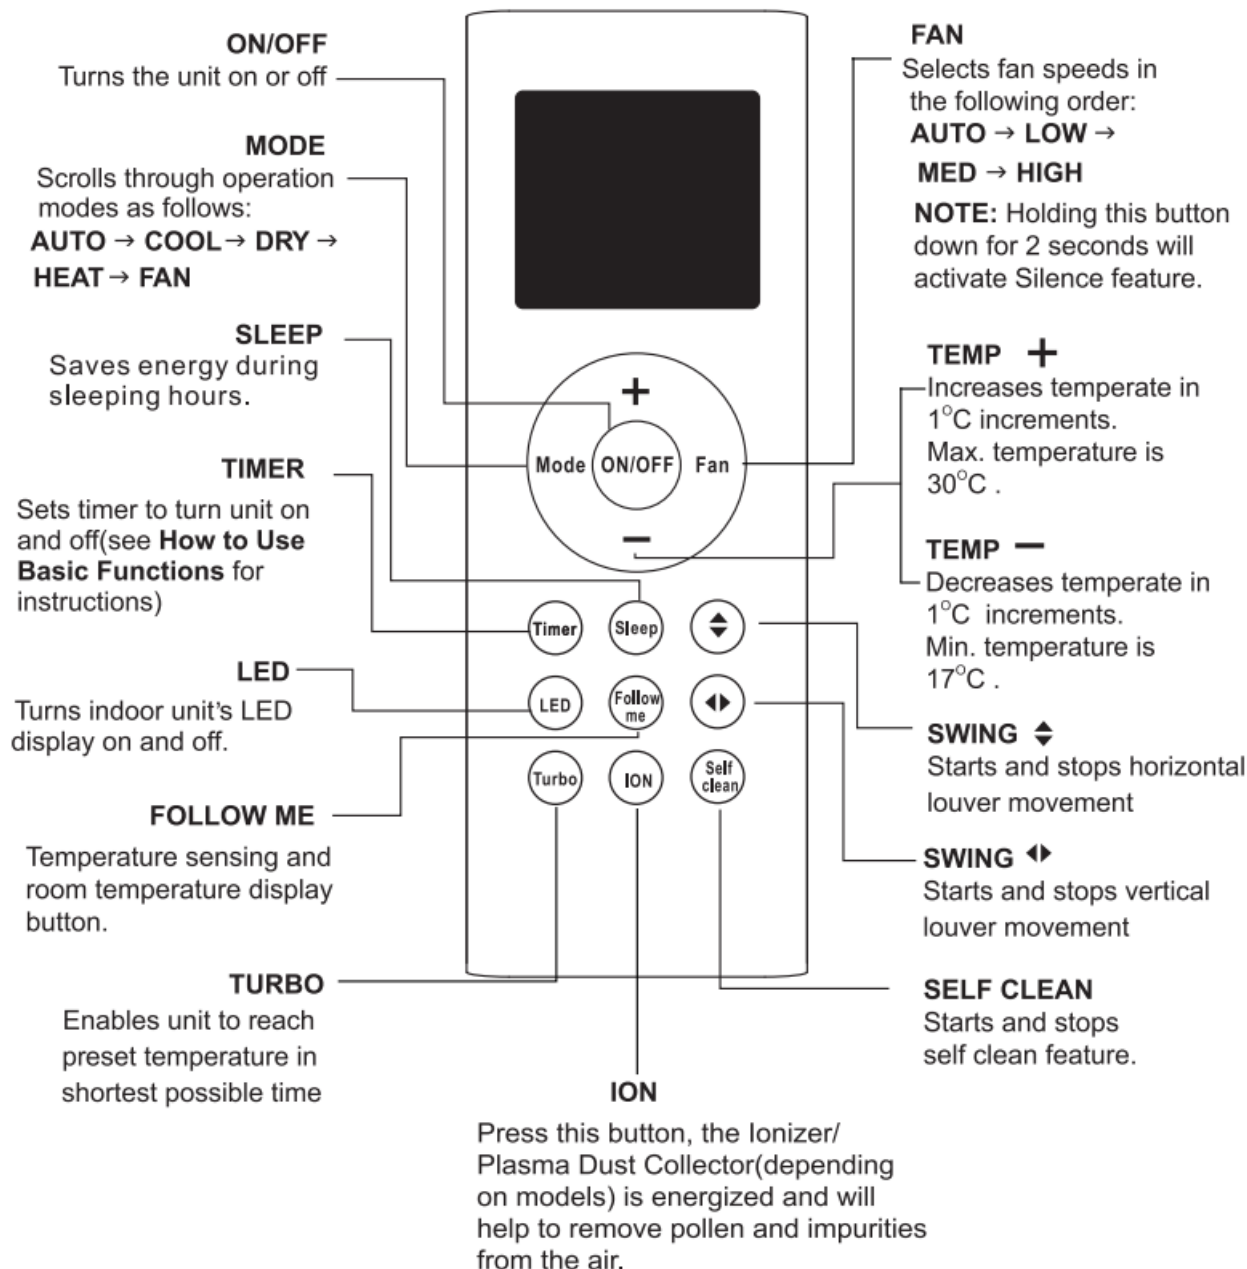 ON/OFF
Turns the unit on or off
MODE
Scrolls through operation
modes as follows:
AUTO → COOL → DRY →
HEAT → FAN
SLEEP
Saves energy during
sleeping hours.
TIMER
Sets timer to turn unit on
and off(see How to Use
Basic Functions for
instructions)
LED
Turns indoor unit's LED
display on and off.
FOLLOW ME
Temperature sensing and
room temperature display
button.
TURBO
Enables unit to reach
preset temperature in
shortest possible time
+
Mode ON/OFF Fan
−
Timer Sleep
LED Follow
me
Turbo ION Self
clean
ION
Press this button, the Ionizer/
Plasma Dust Collector(depending
on models) is energized and will
help to remove pollen and impurities
from the air.
FAN
Selects fan speeds in
the following order:
AUTO → LOW →
MED → HIGH
NOTE: Holding this button
down for 2 seconds will
activate Silence feature.
TEMP +
Increases temperate in
1°C increments.
Max. temperature is
30°C .
TEMP −
Decreases temperate in
1°C increments.
Min. temperature is
17°C .
SWING
Starts and stops horizontal
louver movement
SWING
Starts and stops vertical
louver movement
SELF CLEAN
Starts and stops
self clean feature.